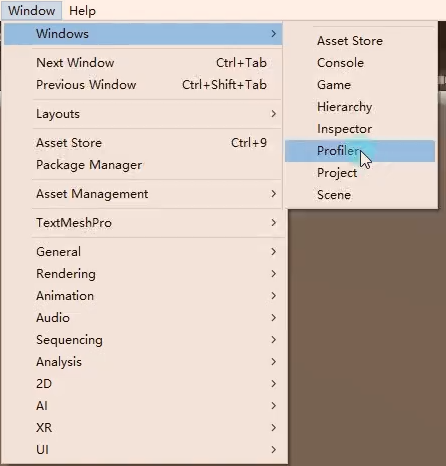 Window Help
Windows >
Next Window Ctrl+Tab
Previous Window Ctrl+Shift+Tab
Layouts >
Asset Store Ctrl+9
Package Manager
Asset Management >
TextMeshPro >
General >
Rendering >
Animation >
Audio >
Sequencing >
Analysis >
2D >
AI >
XR >
UI >
Asset Store
Console
Game
Hierarchy
Inspector
Profiler
Project
Scene